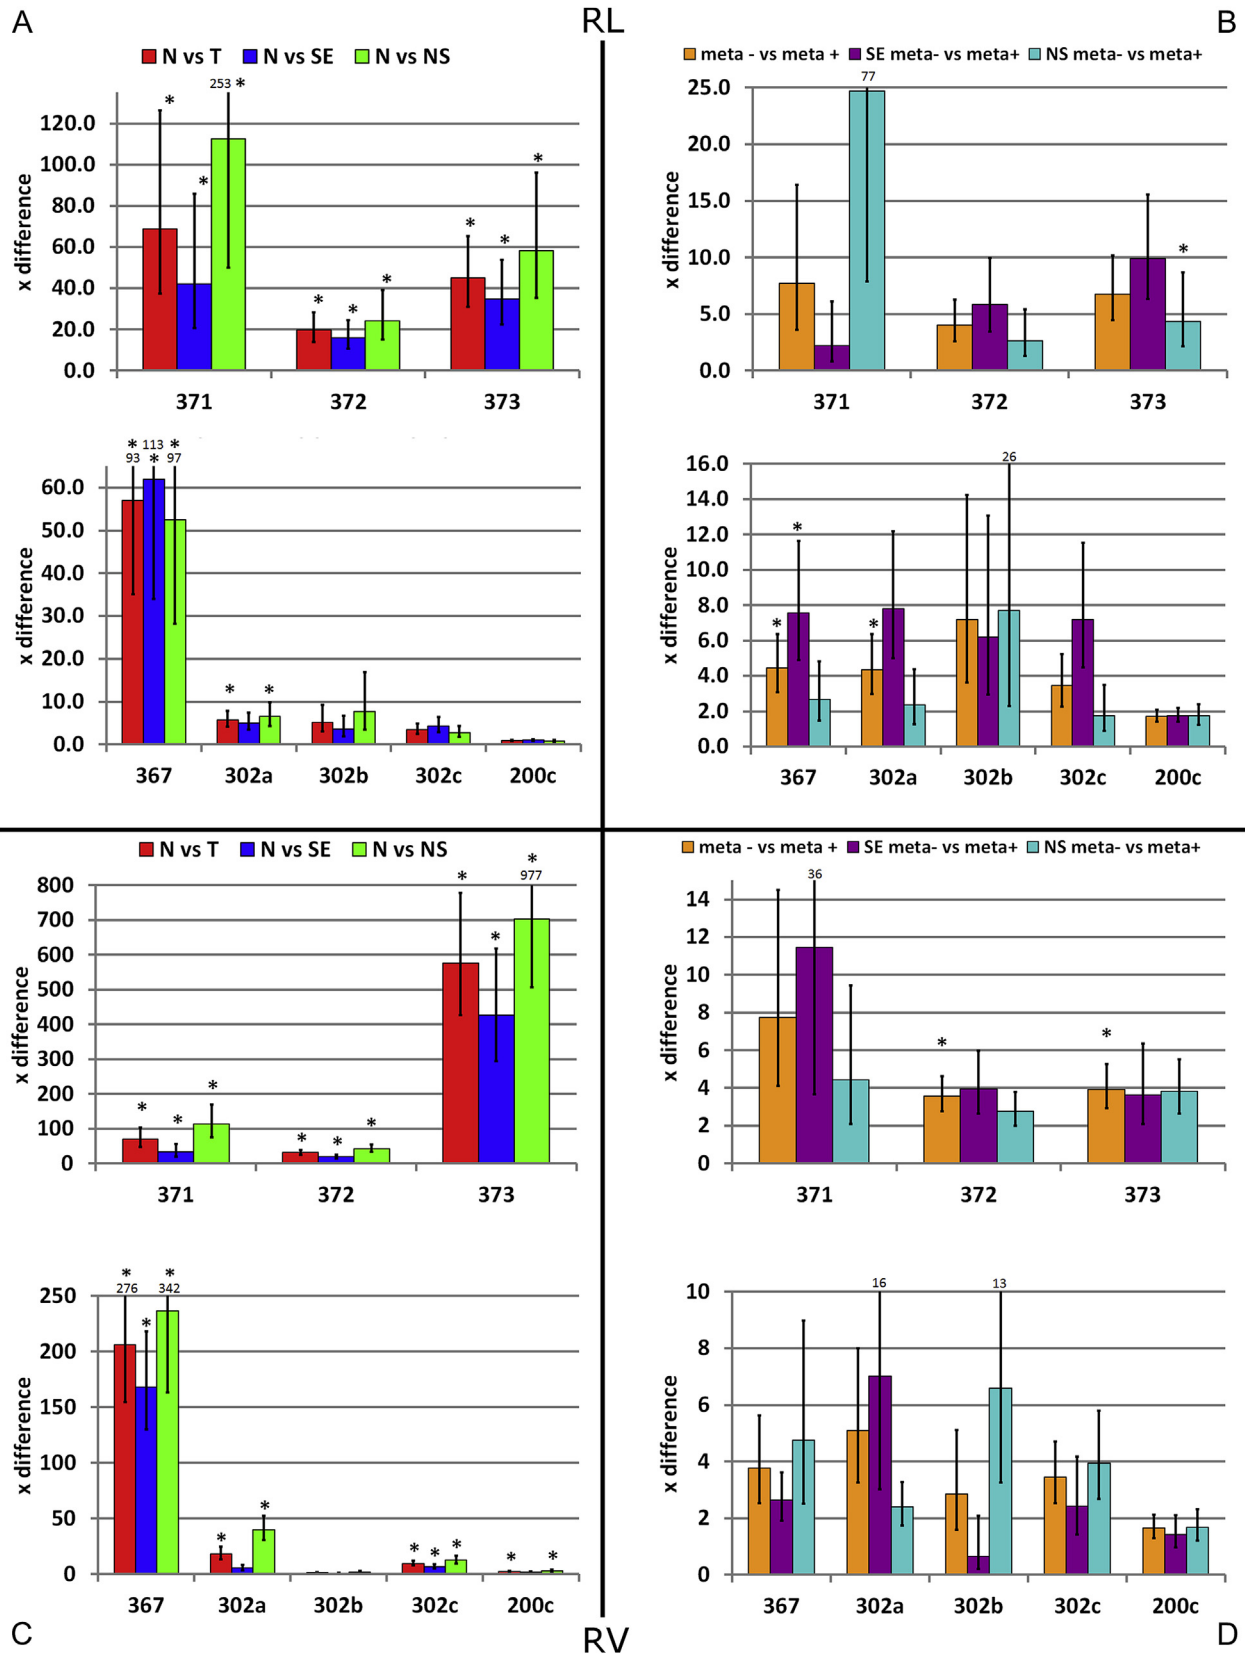 A RL B
N vs T N vs SE N vs NS
253 * * *
x difference
120.0
100.0
80.0
60.0
40.0
20.0
0.0
* * * * * *
371 372 373
meta - vs meta + SE meta- vs meta+ NS meta- vs meta+
77
x difference
25.0
20.0
15.0
10.0
5.0
0.0
*
371 372 373
* 113 *
93 * 97
x difference
60.0
50.0
40.0
30.0
20.0
10.0
0.0
* *
367 302a 302b 302c 200c
26
x difference
16.0
14.0
12.0
10.0
8.0
6.0
4.0
2.0
0.0
* * *
367 302a 302b 302c 200c
N vs T N vs SE N vs NS
* * *
977
x difference
800
700
600
500
400
300
200
100
0
* * * * * *
371 372 373
meta - vs meta + SE meta- vs meta+ NS meta- vs meta+
36
x difference
14
12
10
8
6
4
2
0
* *
371 372 373
* * *
276 342
x difference
250
200
150
100
50
0
* * * * * * *
367 302a 302b 302c 200c
16 13
x difference
10
8
6
4
2
0
367 302a 302b 302c 200c
C RV D